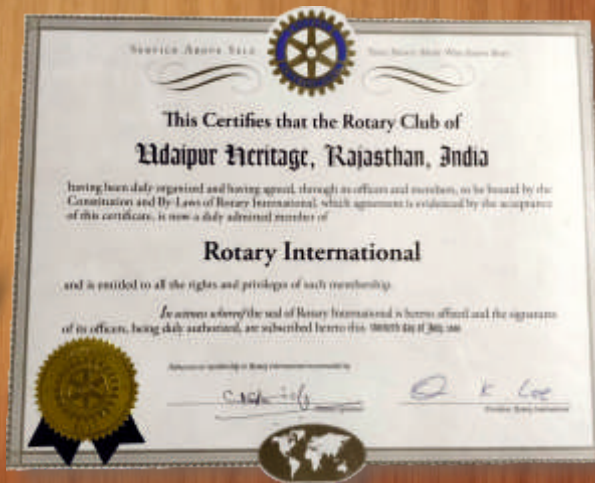 Service Above Self
This Certifies that the Rotary Club of
Udaipur Heritage, Rajasthan, India
having been duly organized and having agreed, through its officers and members, to be bound by the
Constitution and By-Laws of Rotary International, which agreement is evidenced by the acceptance
of this certificate, is now a duly admitted member of
Rotary International
and is entitled to all the rights and privileges of such membership.
In witness whereof the seal of Rotary International is hereto affixed and the signatures
of its officers, being duly authorized, are subscribed hereto this
K Lee